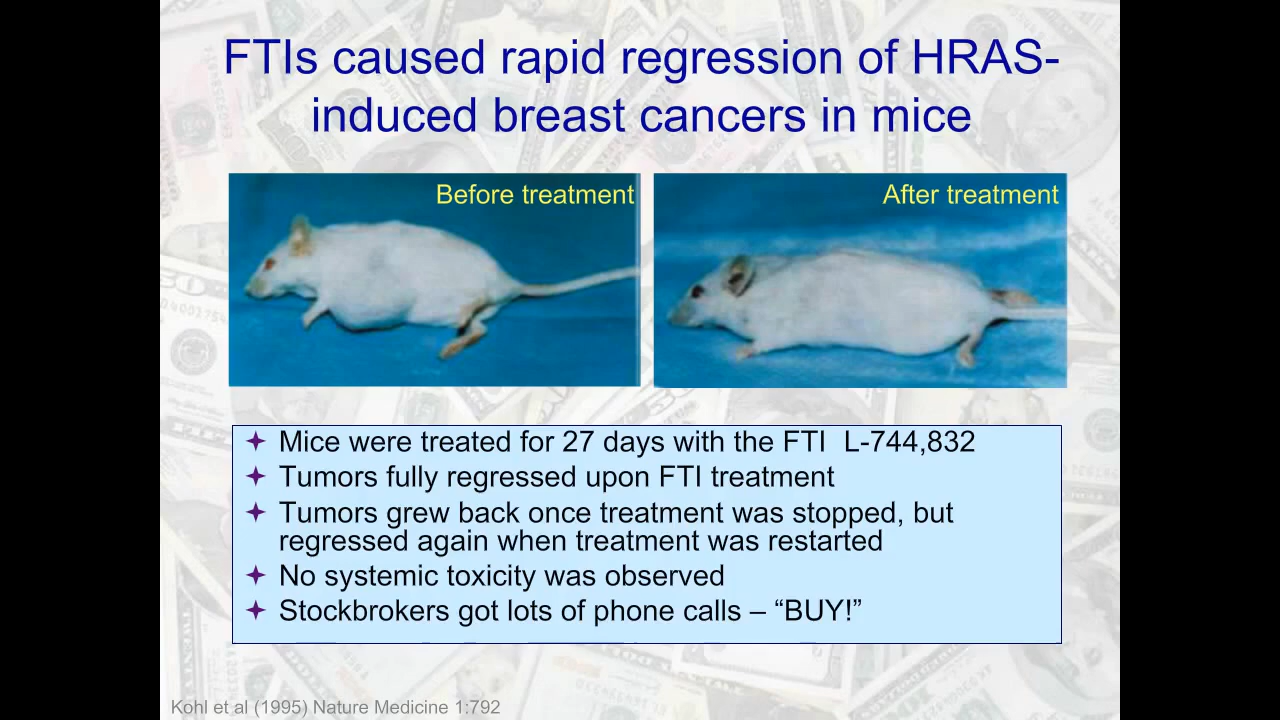 FTIs caused rapid regression of HRAS-
induced breast cancers in mice
Before treatment
After treatment
Mice were treated for 27 days with the FTI L-744,832
Tumors fully regressed upon FTI treatment
Tumors grew back once treatment was stopped, but
regressed again when treatment was restarted
No systemic toxicity was observed
Stockbrokers got lots of phone calls – “BUY!”
Kohl et al (1995) Nature Medicine 1:792